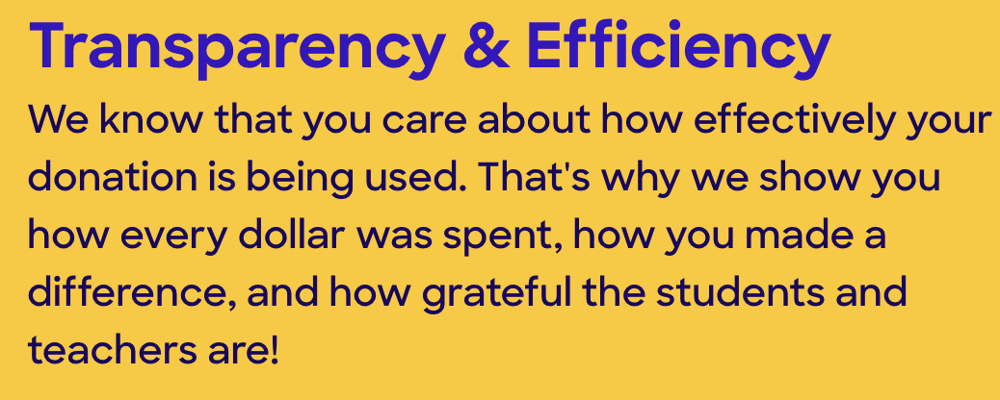 Transparency & Efficiency
We know that you care about how effectively your
donation is being used. That's why we show you
how every dollar was spent, how you made a
difference, and how grateful the students and
teachers are!